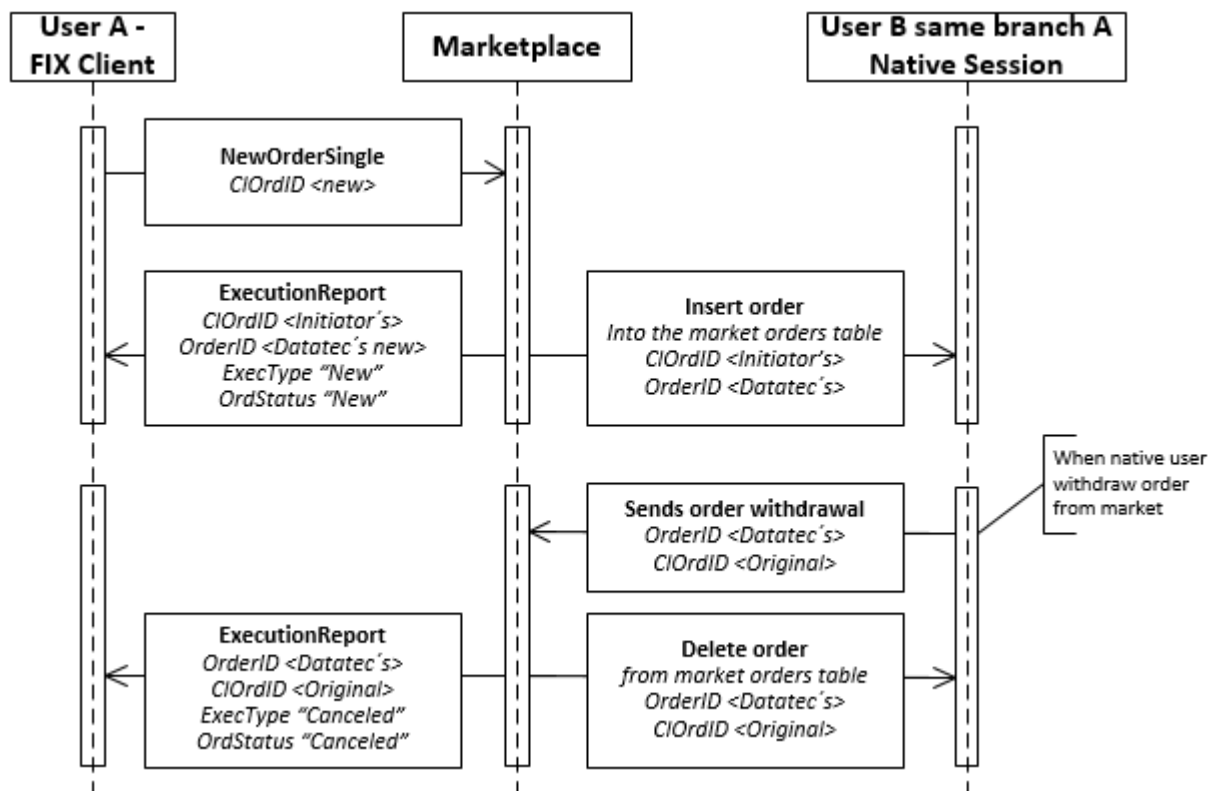 User A -
FIX Client
Marketplace
User B same branch A
Native Session
NewOrderSingle
ClOrdID <new>
ExecutionReport
ClOrdID <Initiator´s>
OrderID <Datatec´s new>
ExecType “New”
OrdStatus “New”
Insert order
Into the market orders table
ClOrdID <Initiator’s>
OrderID <Datatec´s>
When native user
withdraw order
from market
Sends order withdrawal
OrderID <Datatec´s>
ClOrdID <Original>
ExecutionReport
OrderID <Datatec´s>
ClOrdID <Original>
ExecType “Canceled”
OrdStatus “Canceled”
Delete order
from market orders table
OrderID <Datatec´s>
ClOrdID <Original>